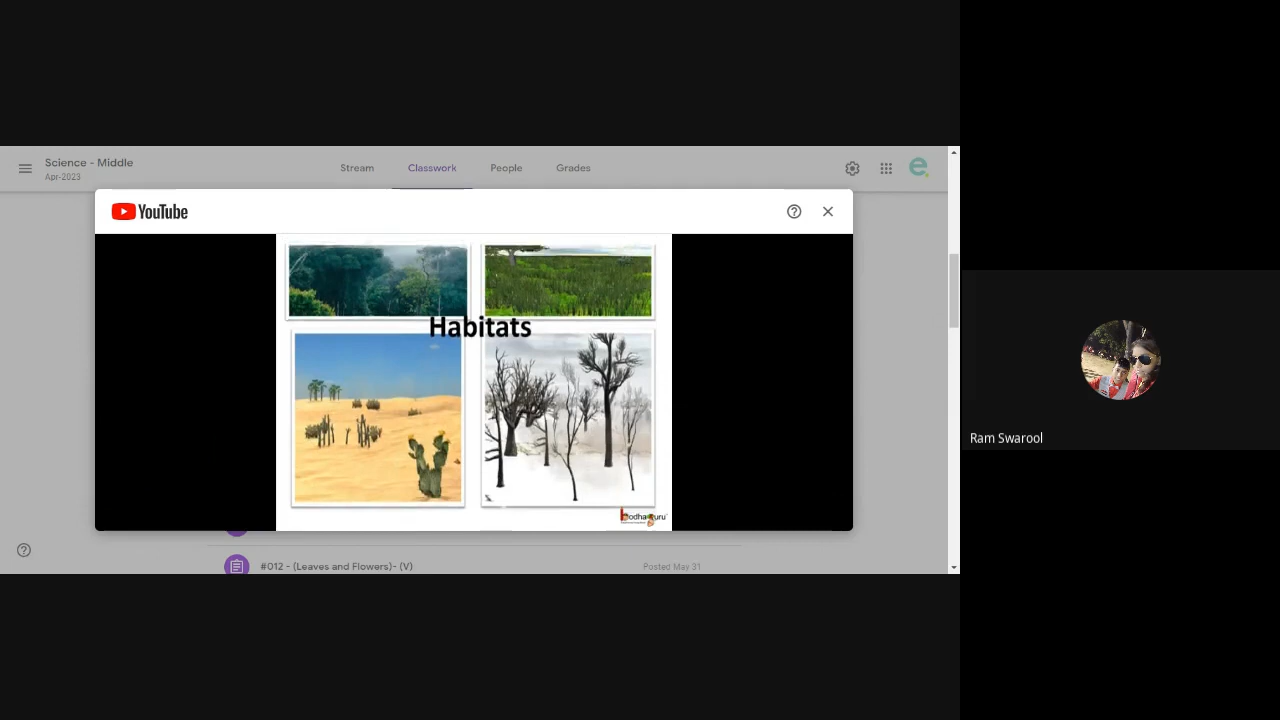 Science - Middle
Apr-2023
Stream
Classwork
People
Grades
YouTube
Habitats
bodhaguru
#012 - (Leaves and Flowers)- (V)
Posted May 31
Ram Swarool